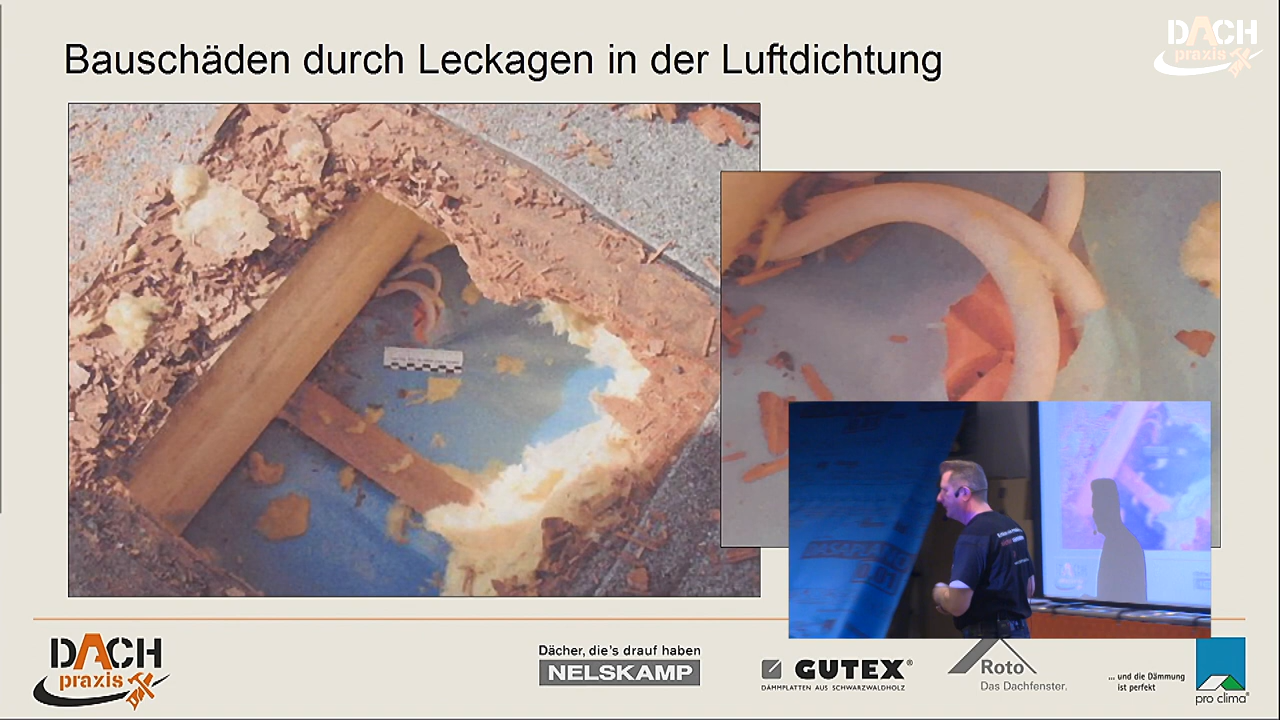 Bauschäden durch Leckagen in der Luftdichtung
DACH
praxis
DACH
praxis
Dächer, die's drauf haben
NELSKAMP
GUTEX®
DÄMMPLATTEN AUS SCHWARZWALDHOLZ
Roto
Das Dachfenster.
... und die Dämmung
ist perfekt
pro clima